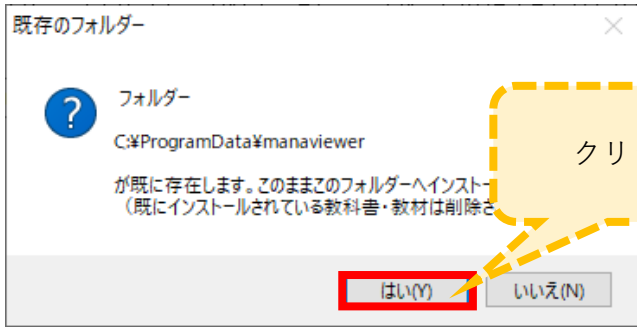 既存のフォルダー
フォルダー
C:¥ProgramData¥manaviewer
が既に存在します。このままこのフォルダーへインスト
（既にインストールされている教科書・教材は削除
クリ
はい(Y)
いいえ(N)